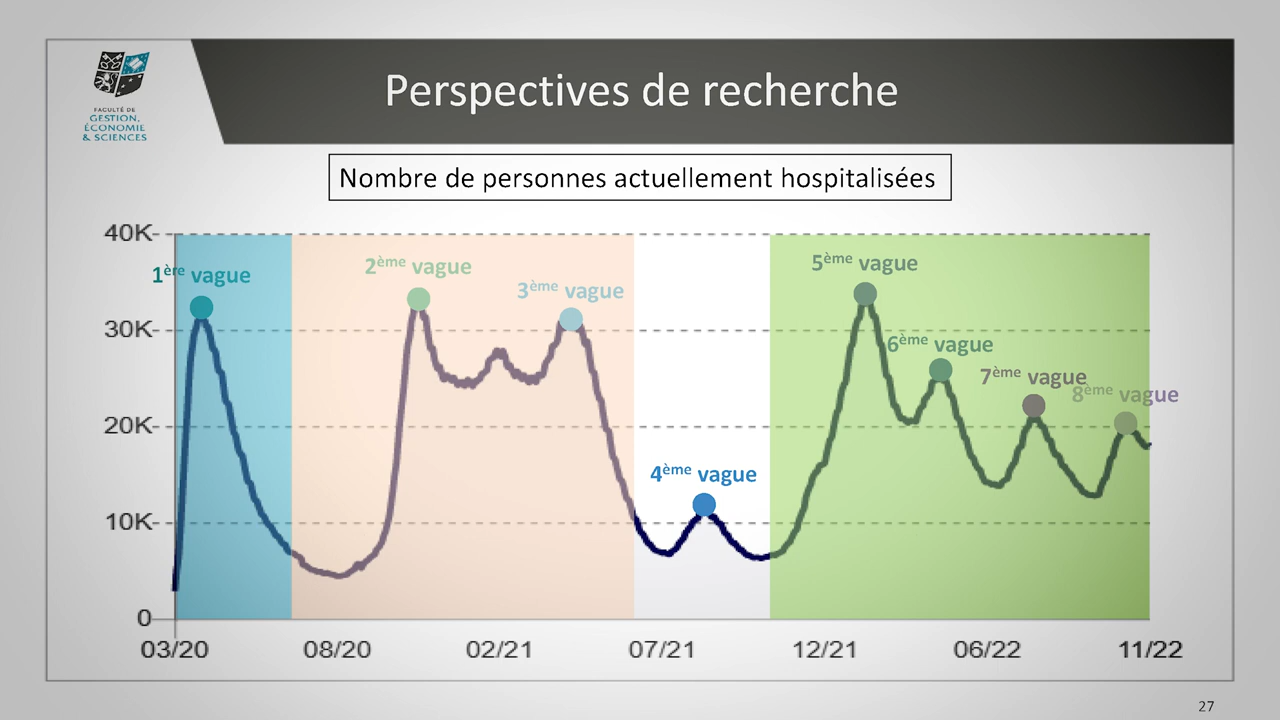 Perspectives de recherche
FACULTÉ DE
GESTION,
ÉCONOMIE
& SCIENCES
Nombre de personnes actuellement hospitalisées
40K
30K
20K
10K
0
1ère vague
2ème vague
3ème vague
4ème vague
5ème vague
6ème vague
7ème vague
8ème vague
03/20
08/20
02/21
07/21
12/21
06/22
11/22
27